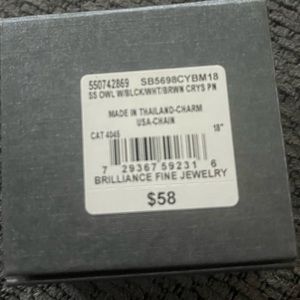 550742869 SB5698CYBM18
SS OWL W/BLCK/WHT/BRWN CRYS PN
MADE IN THAILAND-CHARM
USA-CHAIN
CAT 4045 18"
7 29367 59231 6
BRILLIANCE FINE JEWELRY
$58